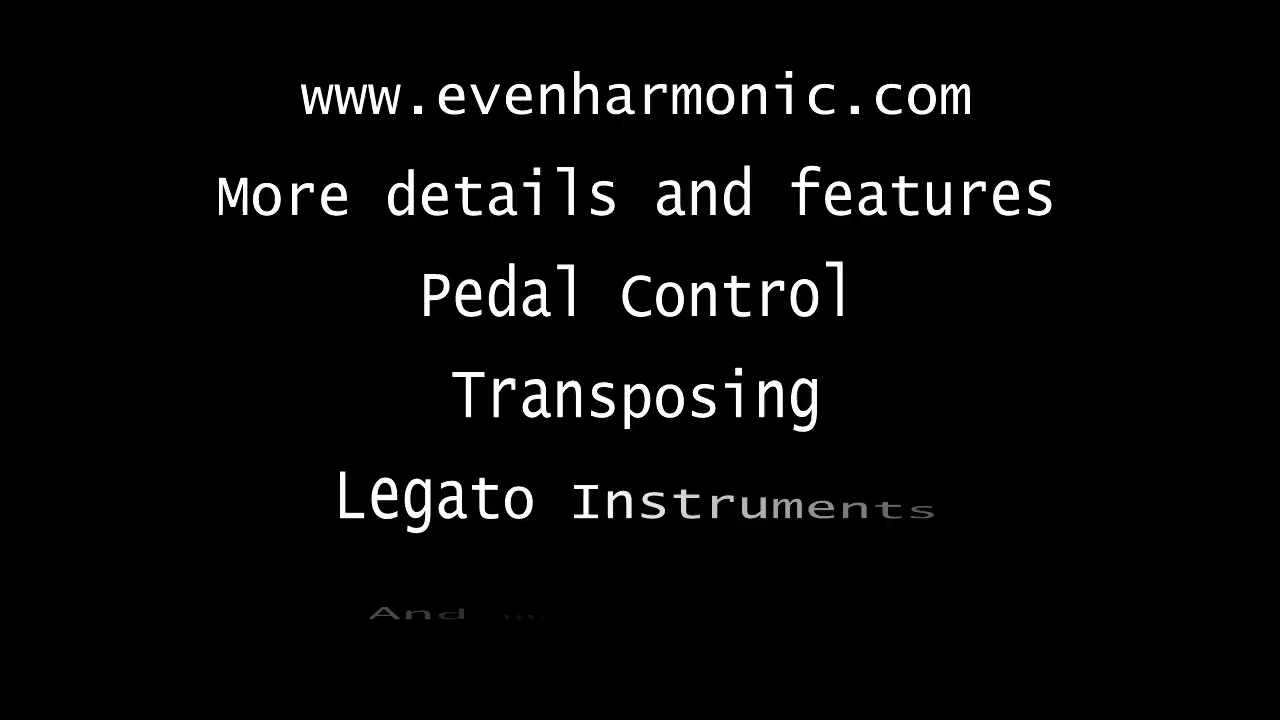 www.evenharmonic.com
More details and features
Pedal Control
Transposing
Legato Instruments
And